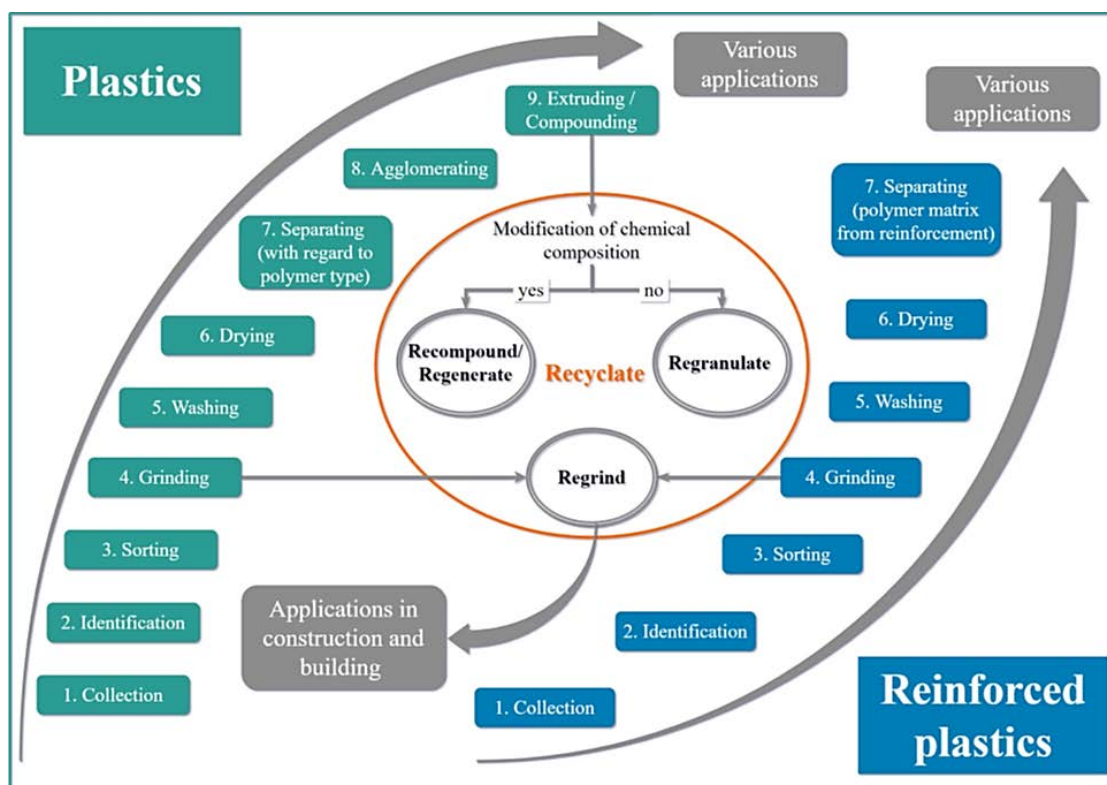 Plastics
Various
applications
Various
applications
9. Extruding /
Compounding
8. Agglomerating
7. Separating
(with regard to
polymer type)
6. Drying
5. Washing
4. Grinding
3. Sorting
2. Identification
1. Collection
Modification of chemical
composition
yes
no
Recompound/
Regenerate
Recyclate
Regranulate
Regrind
Applications in
construction and
building
7. Separating
(polymer matrix
from reinforcement)
6. Drying
5. Washing
4. Grinding
3. Sorting
2. Identification
1. Collection
Reinforced
plastics